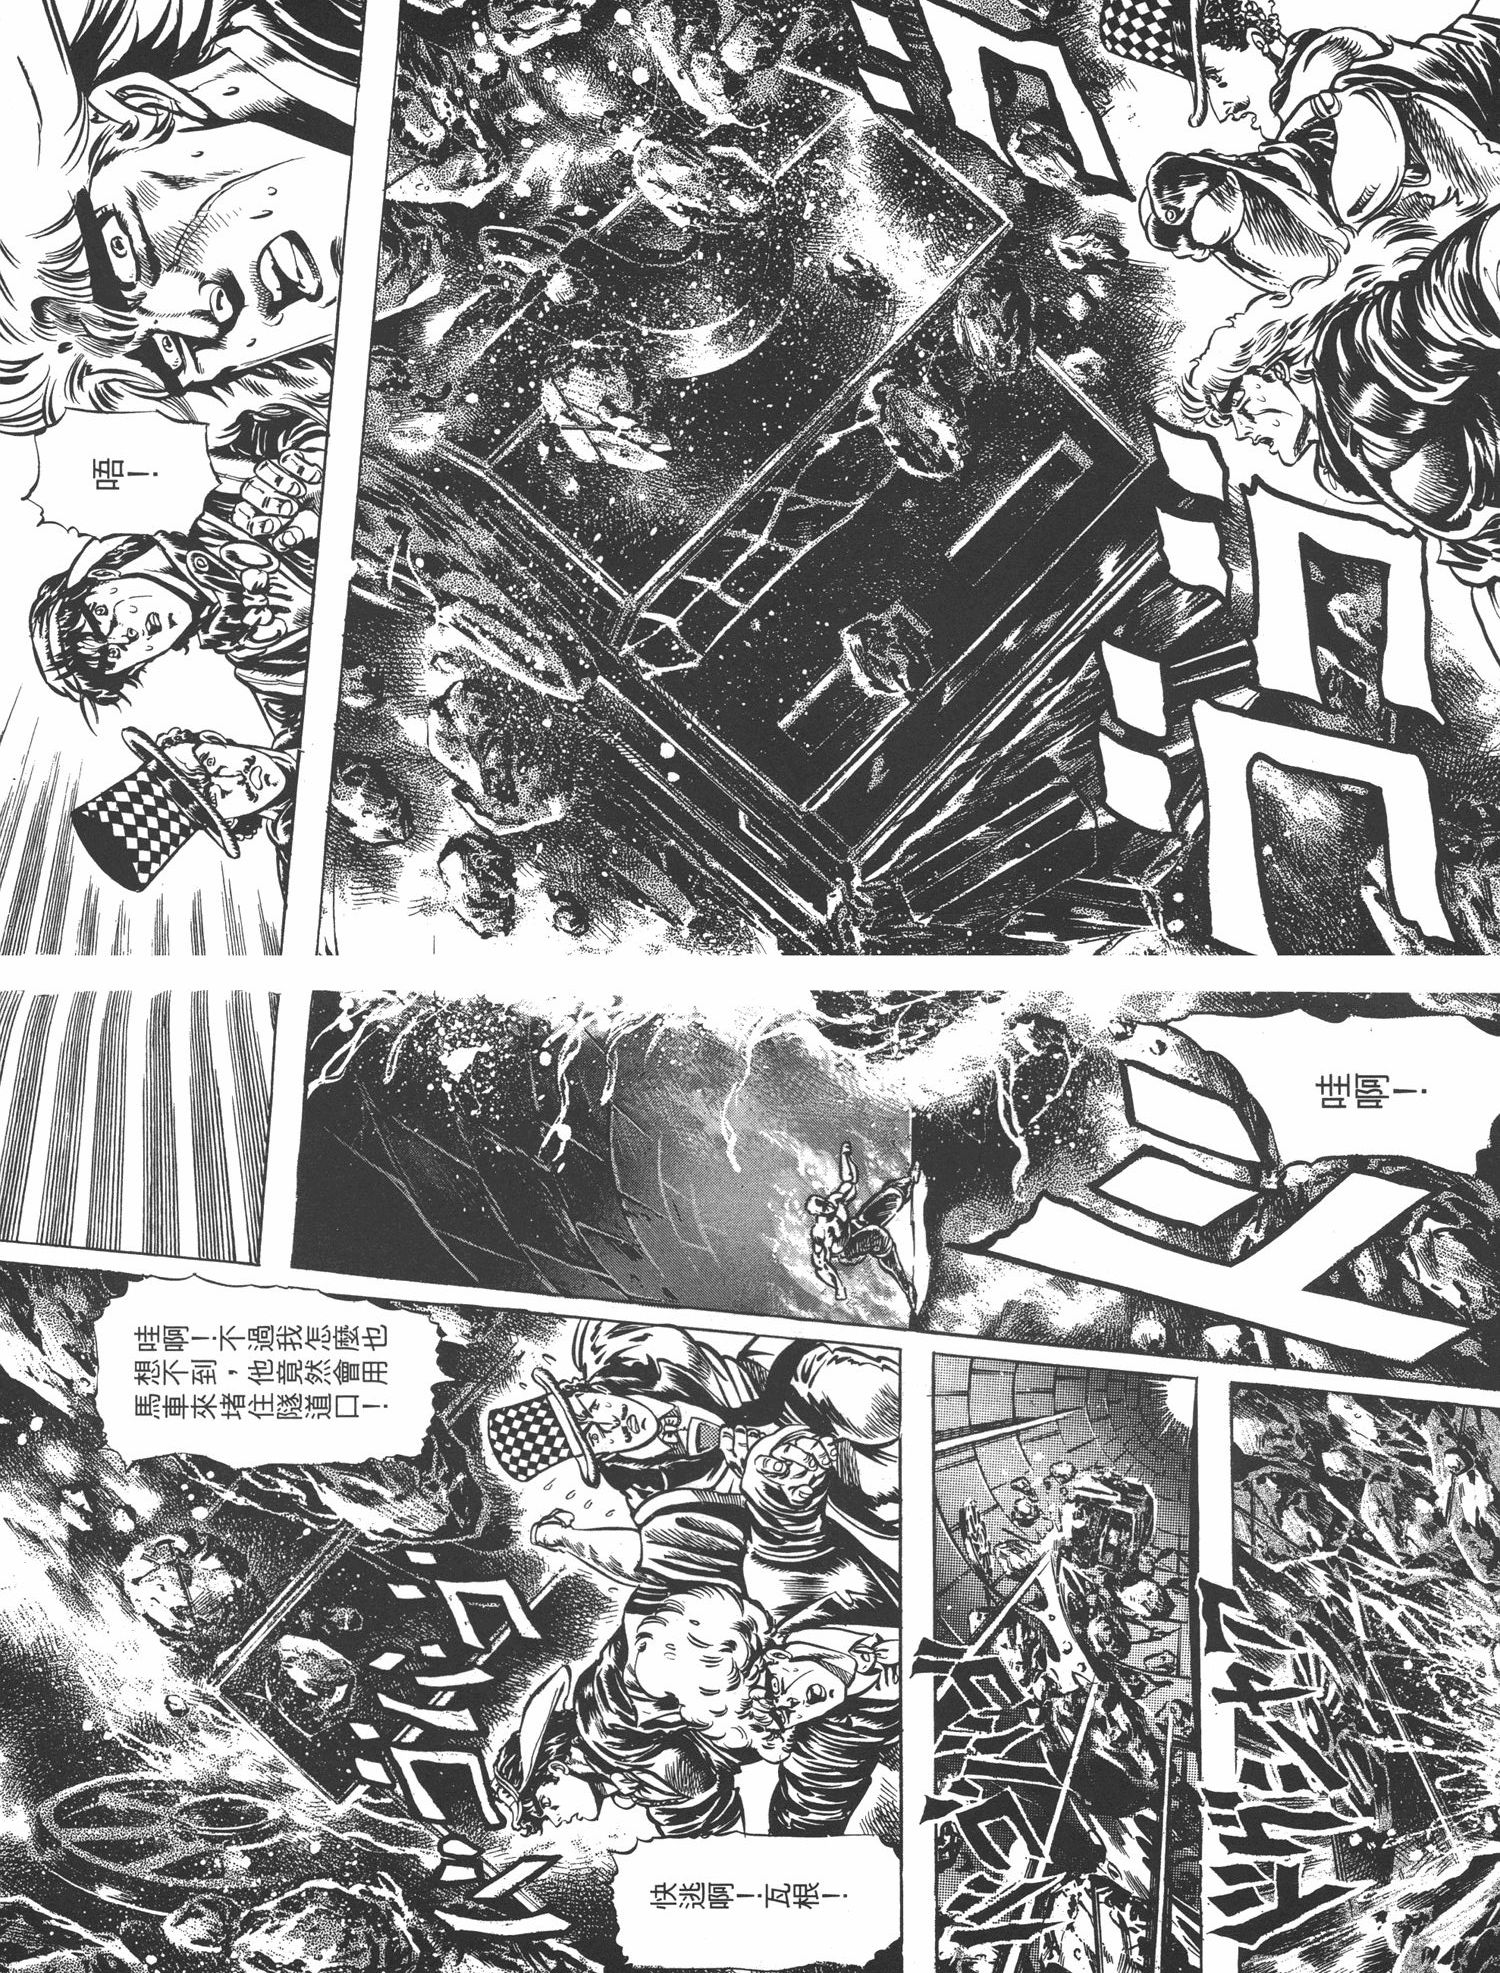 唔！
哇啊！
哇啊！不過我怎麼也
想不到，他竟然會用
馬車來堵住隧道口！
快逃啊！瓦根！